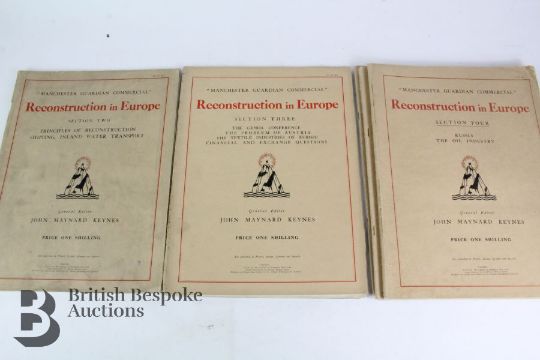 "MANCHESTER GUARDIAN COMMERCIAL"
Reconstruction in Europe
SECTION TWO
PRINCIPLES OF RECONSTRUCTION
SHIPPING, INLAND WATER TRANSPORT
General Editor
JOHN MAYNARD KEYNES
PRICE ONE SHILLING
"MANCHESTER GUARDIAN COMMERCIAL"
Reconstruction in Europe
SECTION THREE
THE GENOA CONFERENCE
THE PROBLEM OF AUSTRIA
THE TEXTILE INDUSTRIES OF EUROPE
FINANCIAL AND EXCHANGE QUESTIONS
General Editor
JOHN MAYNARD KEYNES
PRICE ONE SHILLING
"MANCHESTER GUARDIAN COMMERCIAL"
Reconstruction in Europe
SECTION FOUR
RUSSIA
THE OIL INDUSTRY
General Editor
JOHN MAYNARD KEYNES
PRICE ONE SHILLING
B
British Bespoke
Auctions